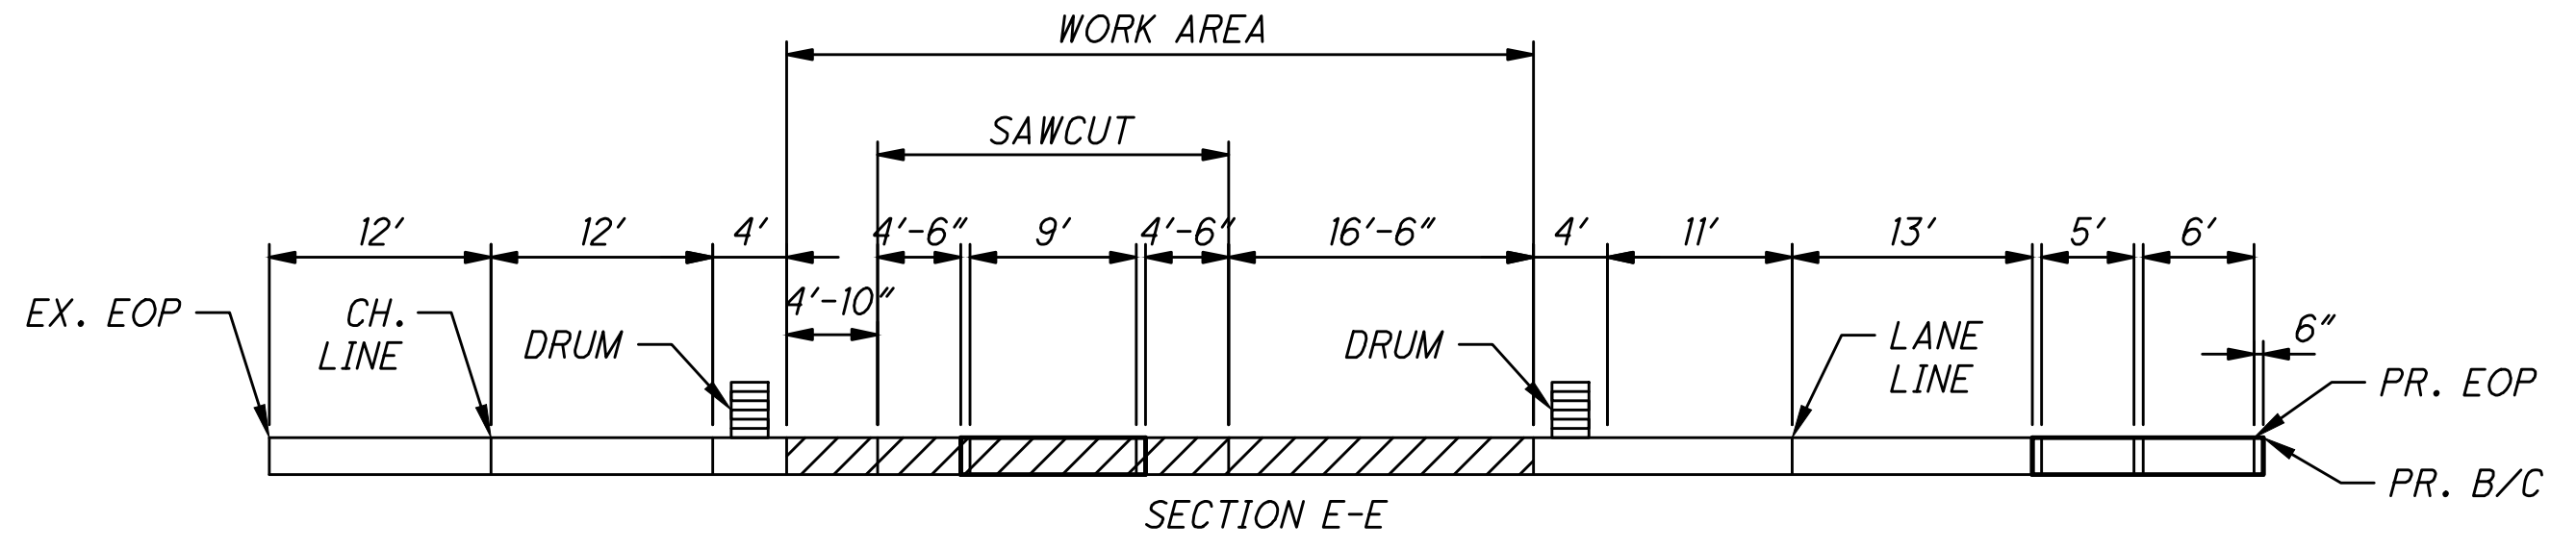 WORK AREA
SAWCUT
12' 12' 4' 4'-6" 9' 4'-6" 16'-6" 4' 11' 13' 5' 6'
4'-10"
EX. EOP
CH.
LINE
DRUM
DRUM
LANE
LINE
6"
PR. EOP
PR. B/C
SECTION E-E